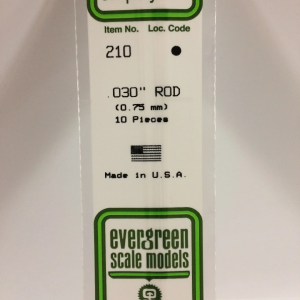 Item No. Loc. Code
210
.030" ROD
(0.75 mm)
10 Pieces
Made in U.S.A.
evergreen
scale models